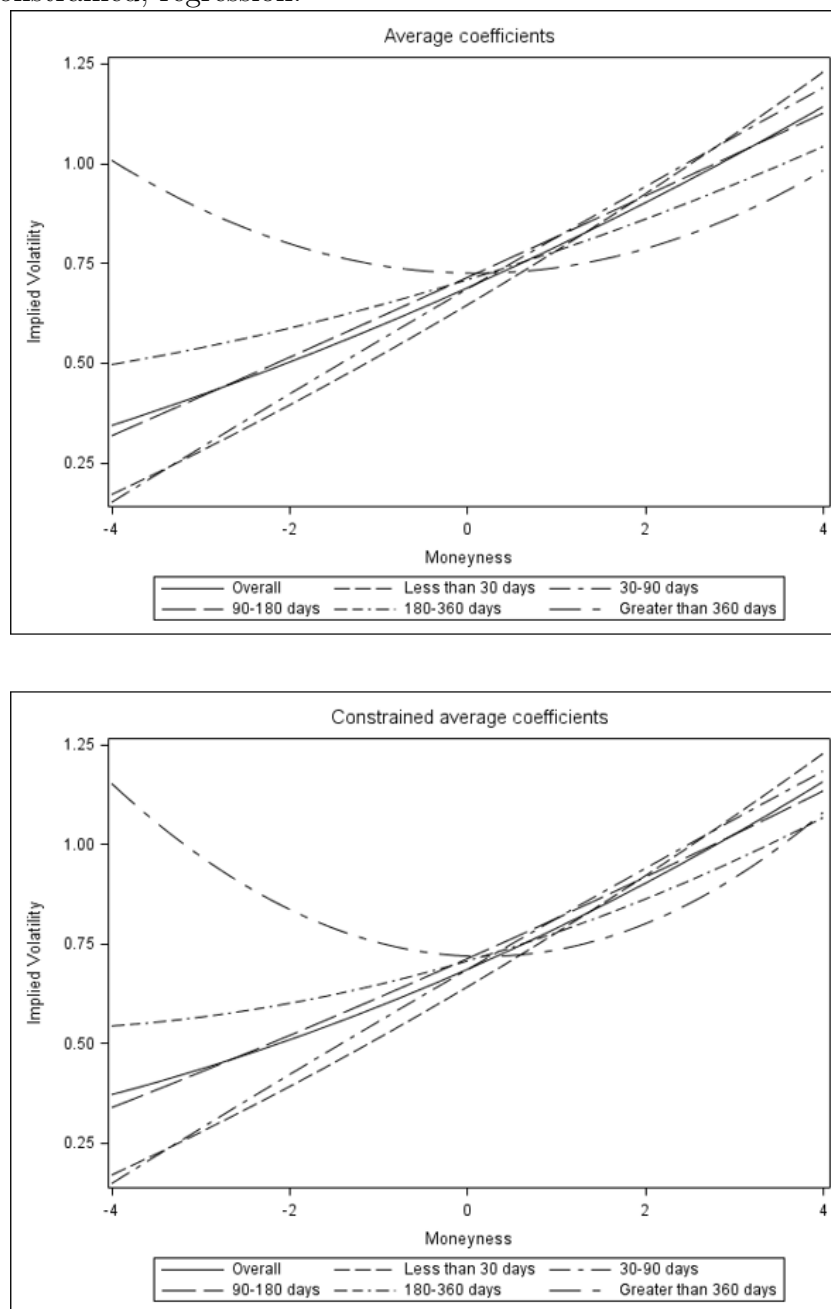 onstrained, regression.
Average coefficients
1.25
1.00
0.75
0.50
0.25
Implied Volatility
-4 -2 0 2 4
Moneyness
Overall Less than 30 days 30-90 days
90-180 days 180-360 days Greater than 360 days
Constrained average coefficients
1.25
1.00
0.75
0.50
0.25
Implied Volatility
-4 -2 0 2 4
Moneyness
Overall Less than 30 days 30-90 days
90-180 days 180-360 days Greater than 360 days